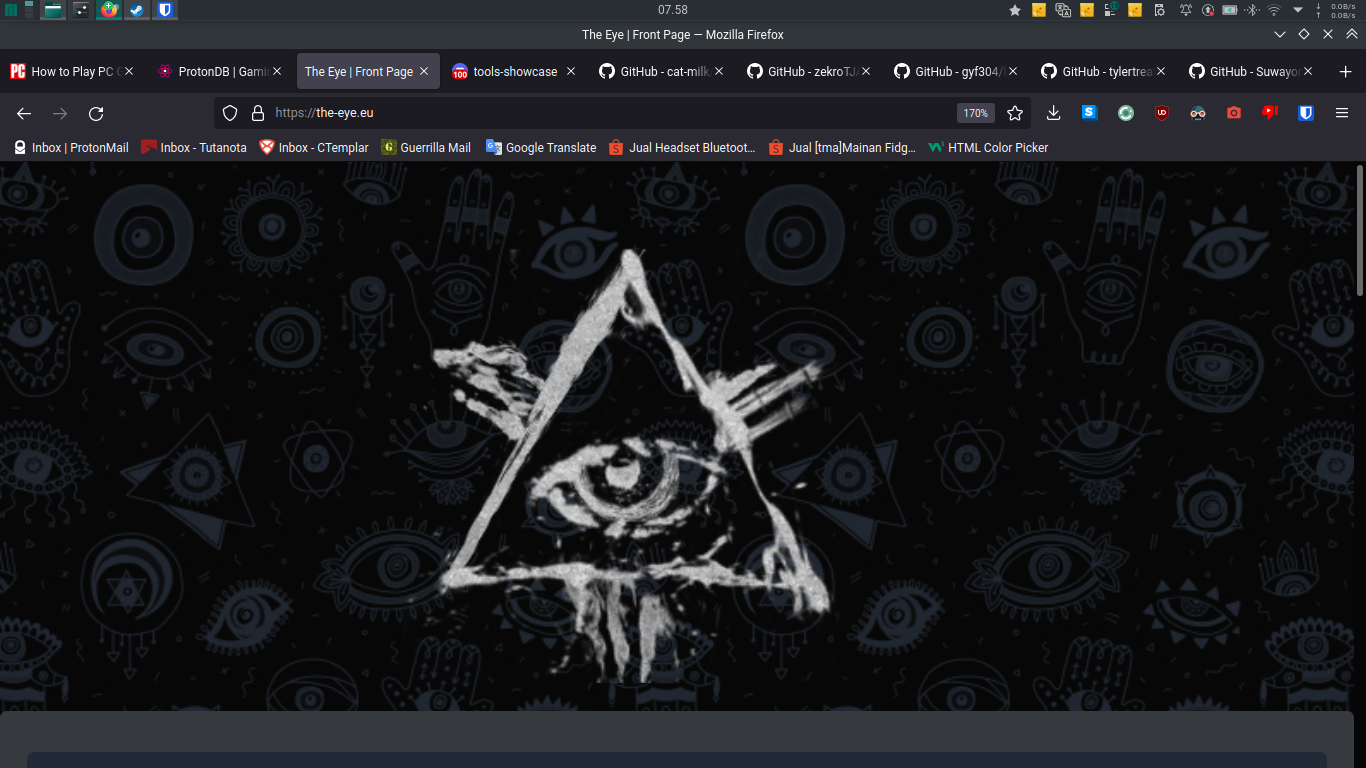 07.58
0.0B/s
0.0B/s
The Eye | Front Page — Mozilla Firefox
How to Play PC G
ProtonDB | Gamin
The Eye | Front Page
tools-showcase
GitHub - cat-milk
GitHub - zekroTJA
GitHub - gyf304/
GitHub - tylertrea
GitHub - Suwayo
https://the-eye.eu
170%
Inbox | ProtonMail
Inbox - Tutanota
Inbox - CTemplar
Guerrilla Mail
Google Translate
Jual Headset Bluetoot...
Jual [tma]Mainan Fidg...
HTML Color Picker